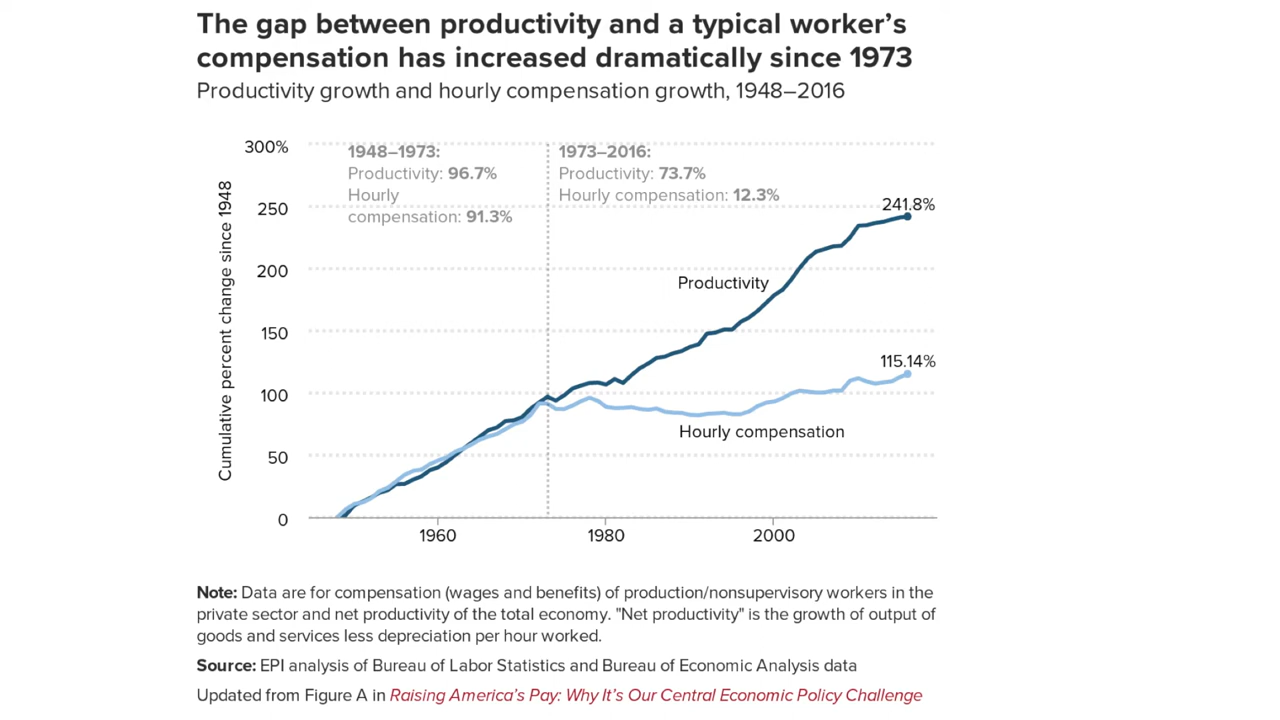 The gap between productivity and a typical worker’s
compensation has increased dramatically since 1973
Productivity growth and hourly compensation growth, 1948–2016
Cumulative percent change since 1948
300%
250
200
150
100
50
0
1948–1973:
Productivity: 96.7%
Hourly
compensation: 91.3%
1973–2016:
Productivity: 73.7%
Hourly compensation: 12.3%
241.8%
Productivity
115.14%
Hourly compensation
1960
1980
2000
Note: Data are for compensation (wages and benefits) of production/nonsupervisory workers in the
private sector and net productivity of the total economy. "Net productivity" is the growth of output of
goods and services less depreciation per hour worked.
Source: EPI analysis of Bureau of Labor Statistics and Bureau of Economic Analysis data
Updated from Figure A in Raising America’s Pay: Why It’s Our Central Economic Policy Challenge